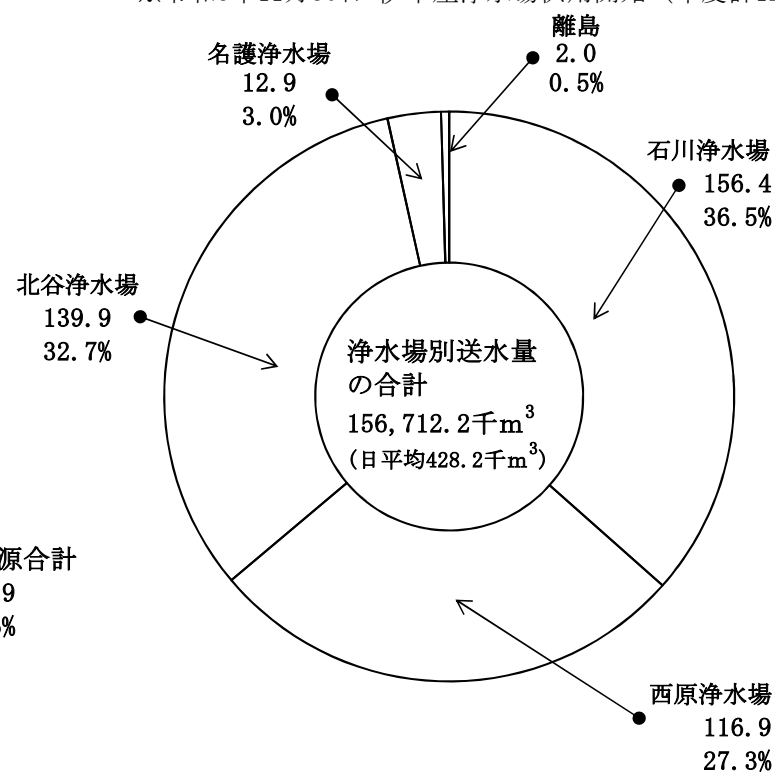 離島
2.0
0.5%
名護浄水場
12.9
3.0%
石川浄水場
156.4
36.5%
北谷浄水場
139.9
32.7%
浄水場別送水量
の合計
156,712.2千m³
(日平均428.2千m³)
源合計
9
%
西原浄水場
116.9
27.3%